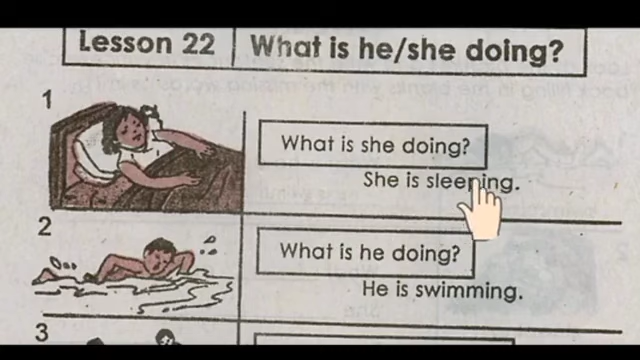 Lesson 22 What is he/she doing?
1
What is she doing?
She is sleeping.
2
What is he doing?
He is swimming.
3